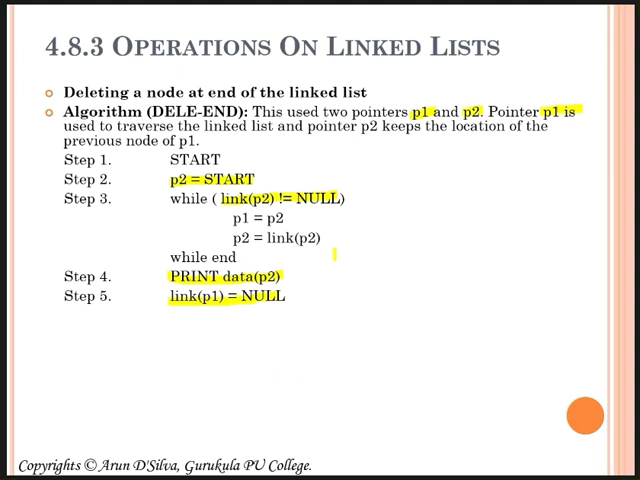 4.8.3 OPERATIONS ON LINKED LISTS
Deleting a node at end of the linked list
Algorithm (DELE-END): This used two pointers p1 and p2. Pointer p1 is
used to traverse the linked list and pointer p2 keeps the location of the
previous node of p1.
Step 1. START
Step 2. p2 = START
Step 3. while ( link(p2) != NULL)
p1 = p2
p2 = link(p2)
while end
Step 4. PRINT data(p2)
Step 5. link(p1) = NULL
Copyrights © Arun D'Silva, Gurukula PU College.